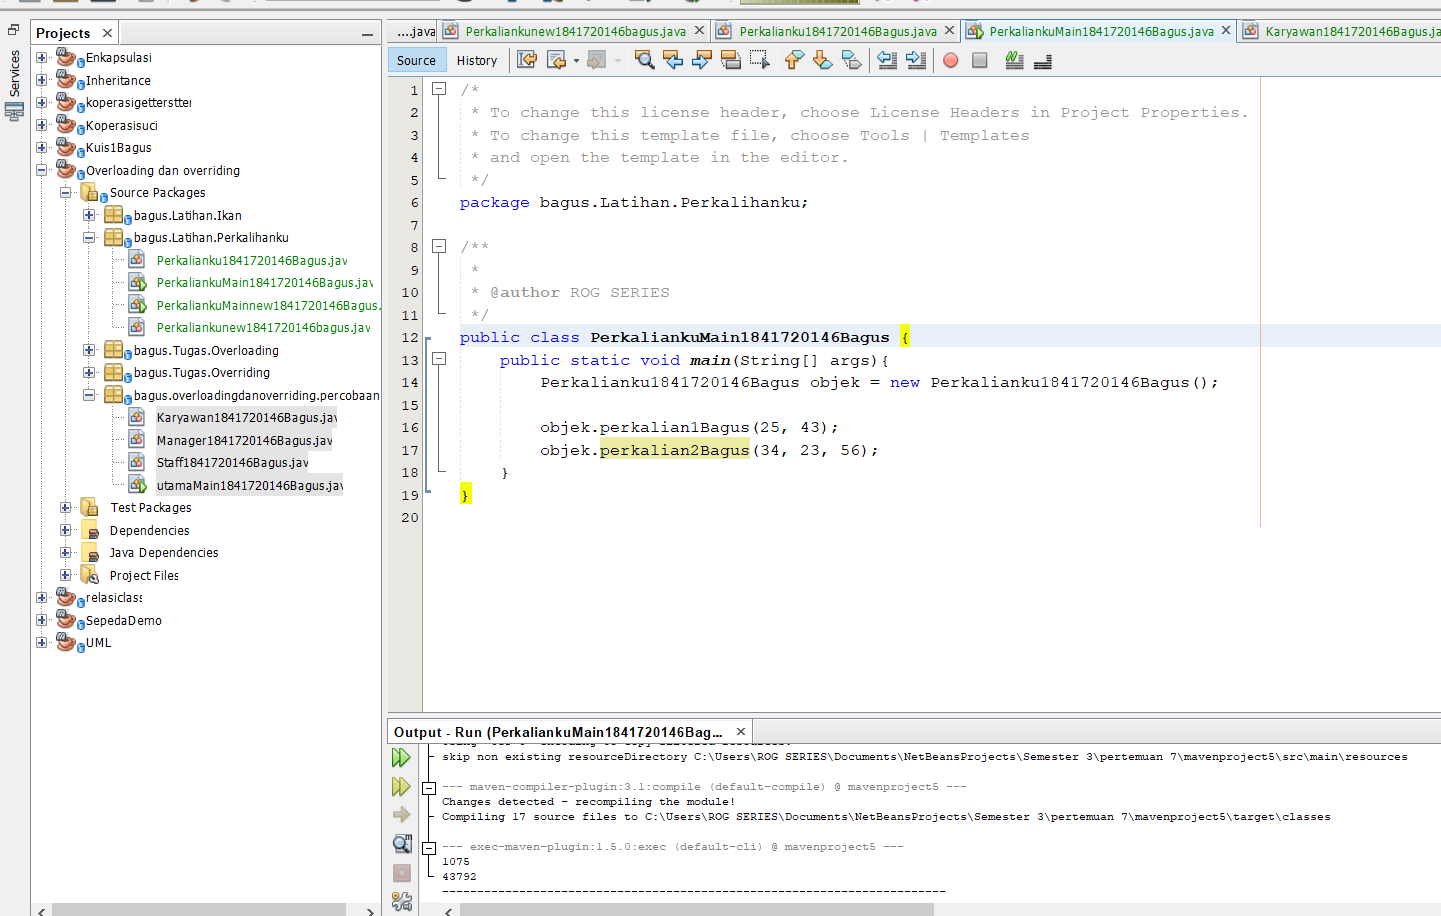 Services
Projects
Enkapsulasi
Inheritance
koperasigettersttei
Koperasisuci
Kuis1Bagus
Overloading dan overriding
Source Packages
bagus.Latihan.Ikan
bagus.Latihan.Perkalihanku
Perkalianku1841720146Bagus.jav
PerkaliankuMain1841720146Bagus.jav
PerkaliankuMainnew1841720146Bagus.
Perkaliankunew1841720146bagus.jav
bagus.Tugas.Overloading
bagus.Tugas.Overriding
bagus.overloadingdanoverriding.percobaan
Karyawan1841720146Bagus.jav
Manager1841720146Bagus.jav
Staff1841720146Bagus.jav
utamaMain1841720146Bagus.jav
Test Packages
Dependencies
Java Dependencies
Project Files
relasiclass
SepedaDemo
UML
....java Perkaliankunew1841720146bagus.java Perkalianku1841720146Bagus.java PerkaliankuMain1841720146Bagus.java Karyawan1841720146Bagus.java
Source History
1 /*
2 * To change this license header, choose License Headers in Project Properties.
3 * To change this template file, choose Tools | Templates
4 * and open the template in the editor.
5 */
6 package bagus.Latihan.Perkalihanku;
7
8 /**
9 *
10 * @author ROG SERIES
11 */
12 public class PerkaliankuMain1841720146Bagus {
13 public static void main(String[] args){
14 Perkalianku1841720146Bagus objek = new Perkalianku1841720146Bagus();
15
16 objek.perkalian1Bagus(25, 43);
17 objek.perkalian2Bagus(34, 23, 56);
18 }
19 }
20
Output - Run (PerkaliankuMain1841720146Bag...
skip non existing resourceDirectory C:\Users\ROG SERIES\Documents\NetBeansProjects\Semester 3\pertemuan 7\mavenproject5\src\main\resources
--- maven-compiler-plugin:3.1:compile (default-compile) @ mavenproject5 ---
Changes detected - recompiling the module!
Compiling 17 source files to C:\Users\ROG SERIES\Documents\NetBeansProjects\Semester 3\pertemuan 7\mavenproject5\target\classes
--- exec-maven-plugin:1.5.0:exec (default-cli) @ mavenproject5 ---
1075
43792
------------------------------------------------------------------------